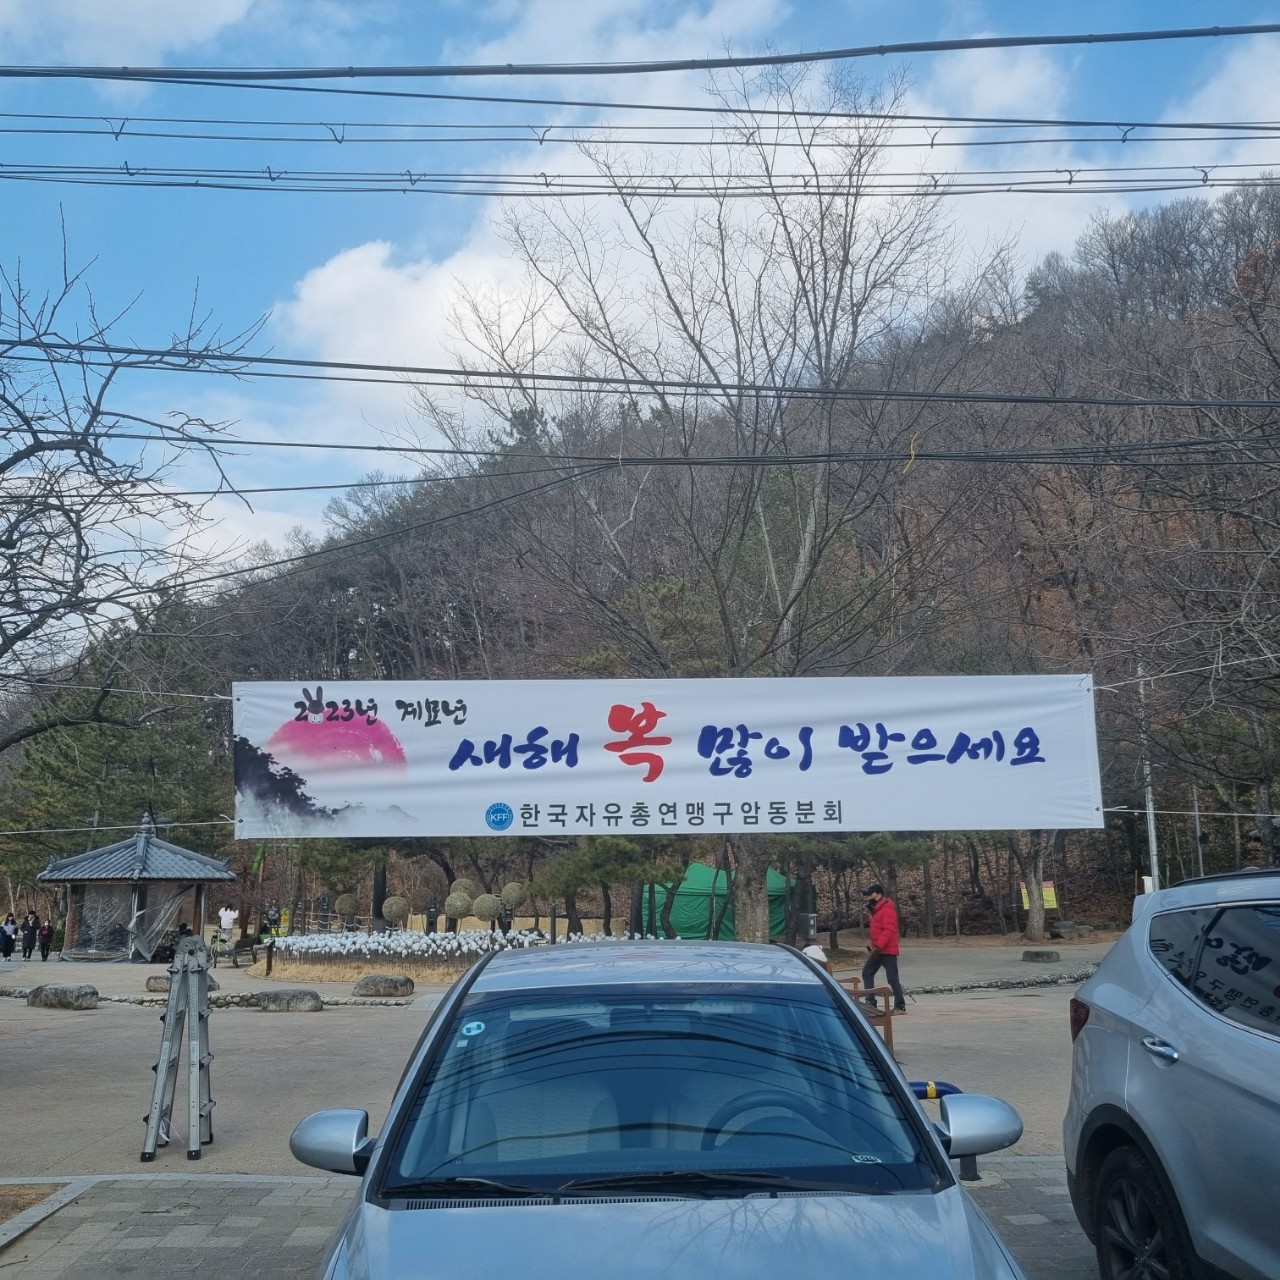 2023년 계묘년
새해 복 많이 받으세요
KFF 한국자유총연맹구암동분회